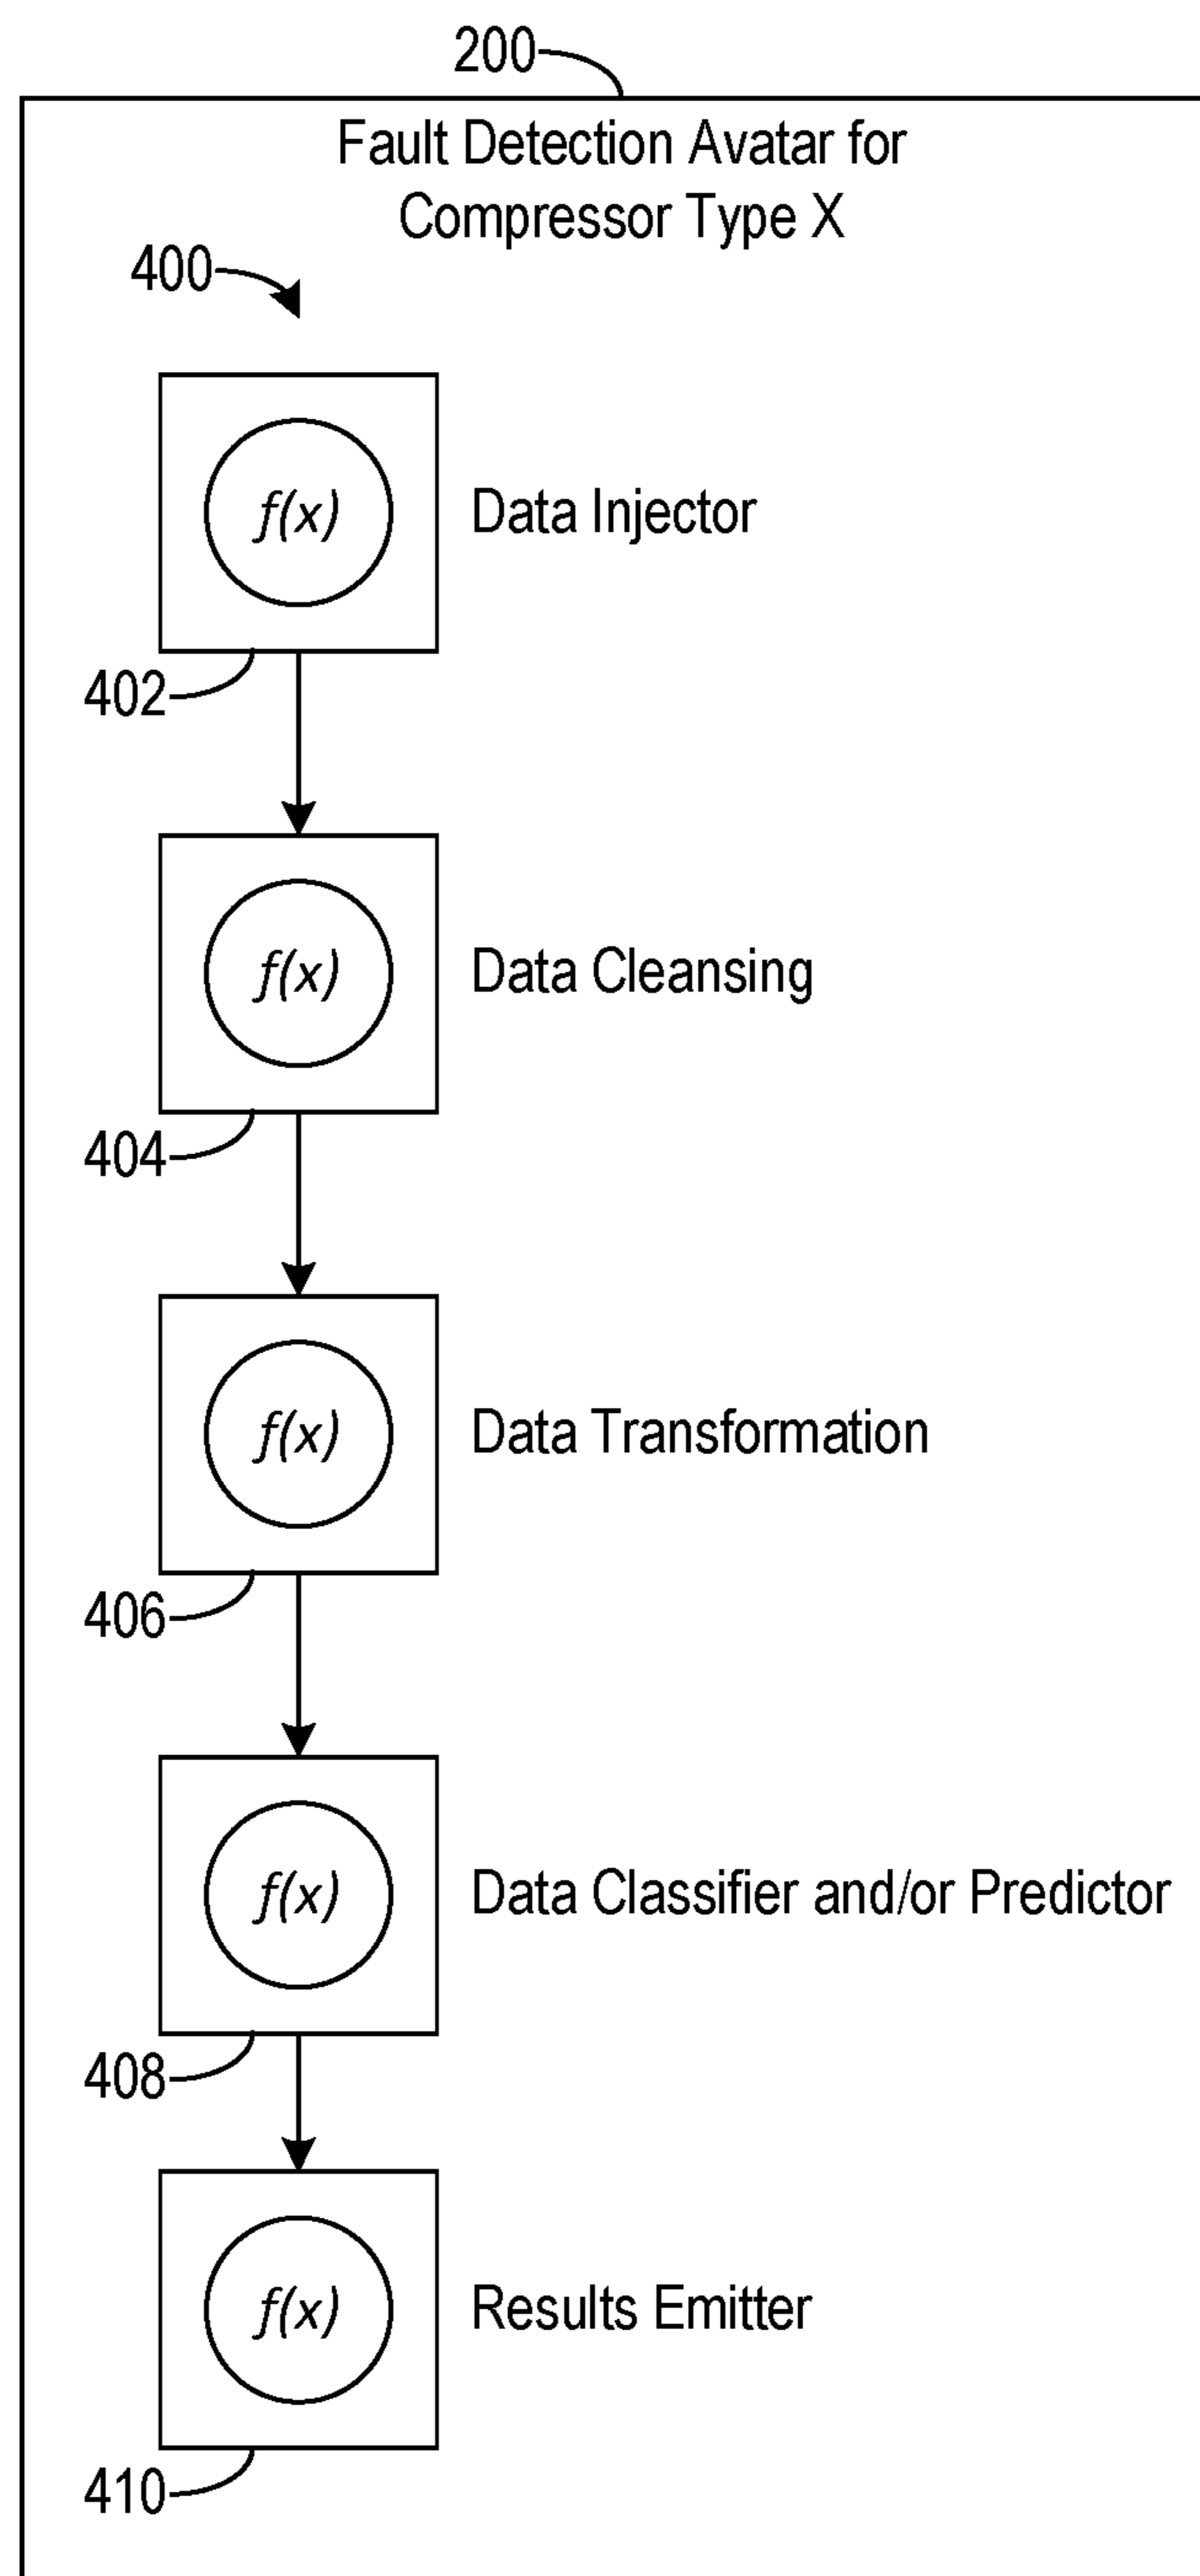 200
Fault Detection Avatar for
Compressor Type X
400
f(x)
Data Injector
402
f(x)
Data Cleansing
404
f(x)
Data Transformation
406
f(x)
Data Classifier and/or Predictor
408
f(x)
Results Emitter
410